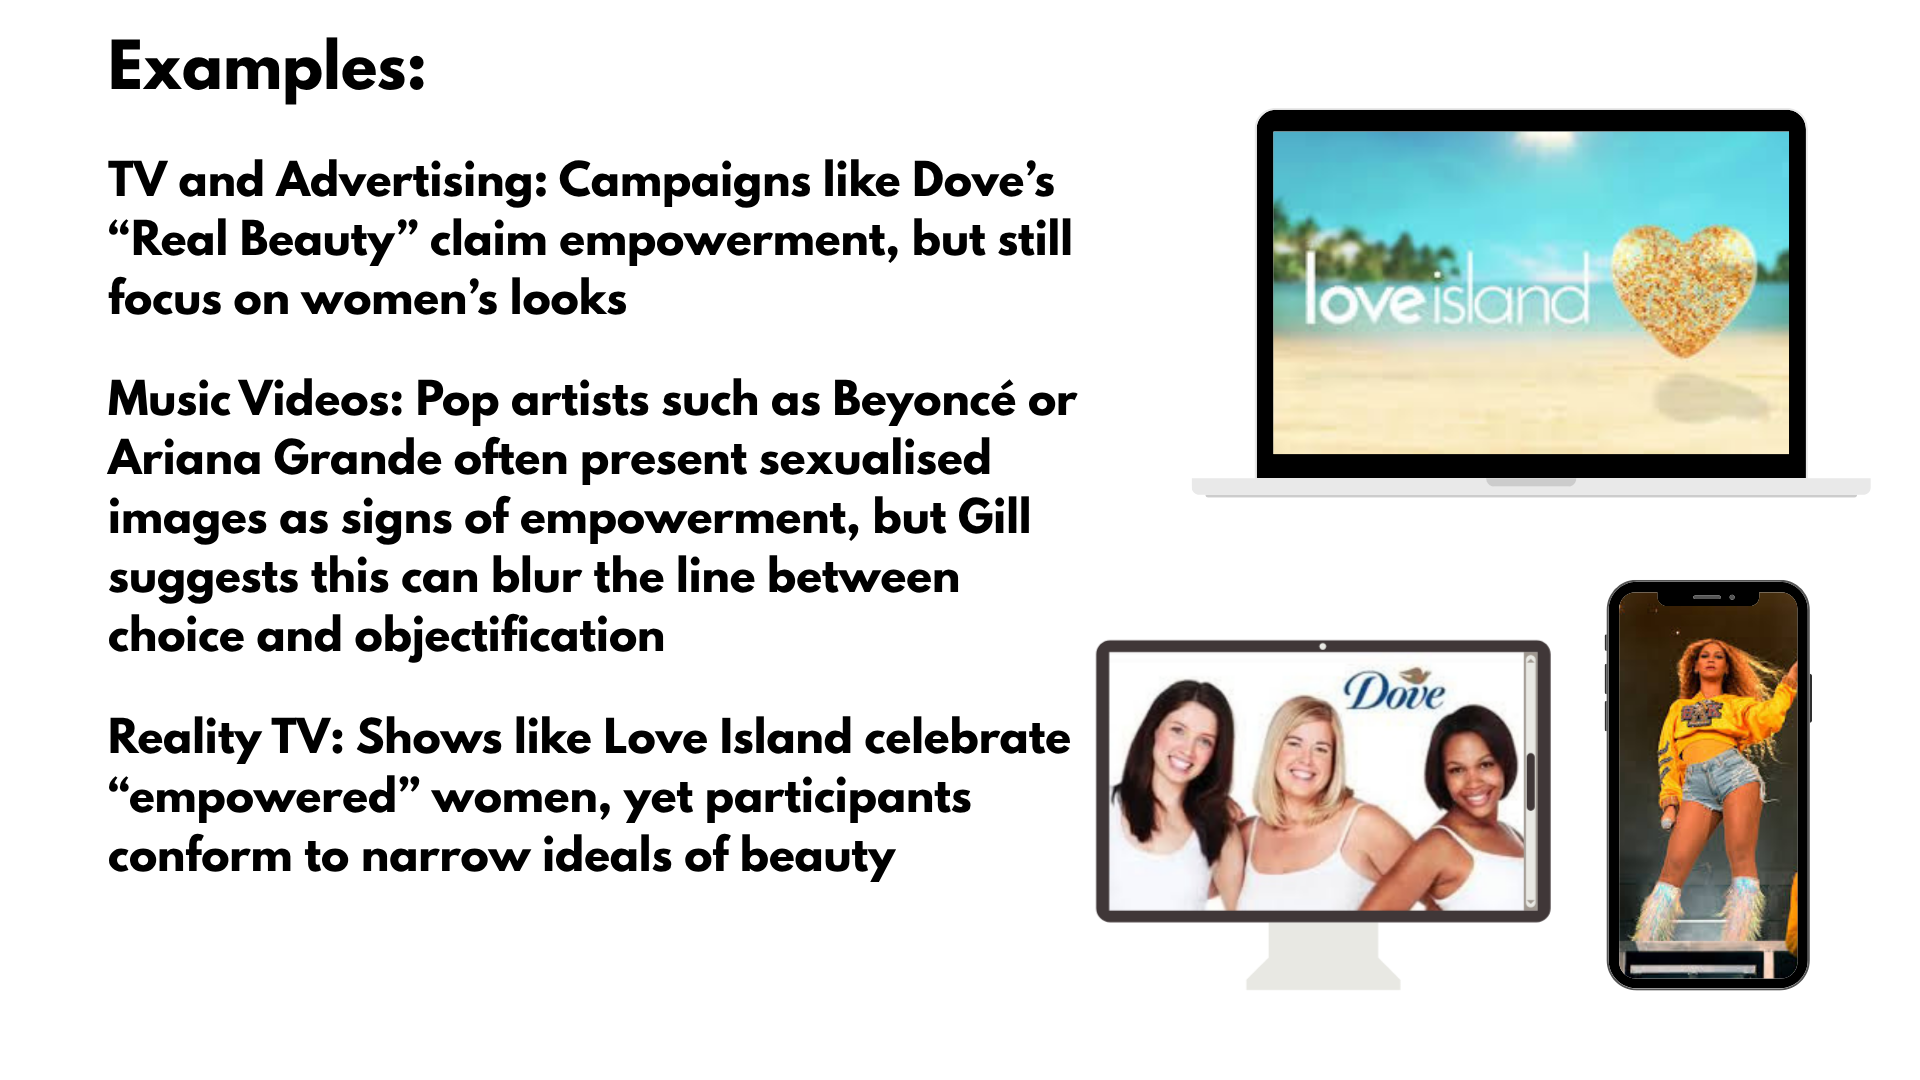 Examples:
TV and Advertising: Campaigns like Dove’s
“Real Beauty” claim empowerment, but still
focus on women’s looks
Music Videos: Pop artists such as Beyoncé or
Ariana Grande often present sexualised
images as signs of empowerment, but Gill
suggests this can blur the line between
choice and objectification
Reality TV: Shows like Love Island celebrate
“empowered” women, yet participants
conform to narrow ideals of beauty
love island
Dove